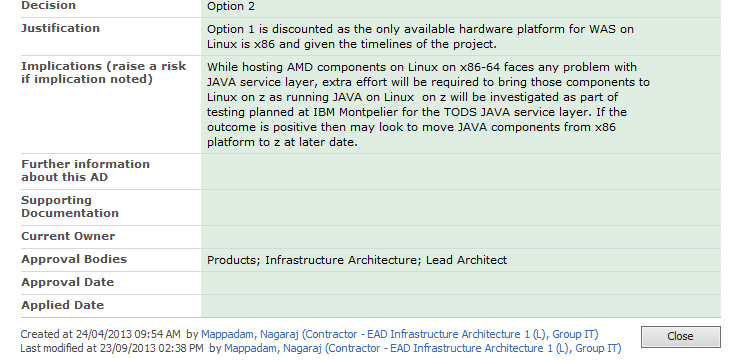 Decision Option 2
Justification Option 1 is discounted as the only available hardware platform for WAS on
Linux is x86 and given the timelines of the project.
Implications (raise a risk While hosting AMD components on Linux on x86-64 faces any problem with
if implication noted) JAVA service layer, extra effort will be required to bring those components to
Linux on z as running JAVA on Linux on z will be investigated as part of
testing planned at IBM Montpelier for the TODS JAVA service layer. If the
outcome is positive then may look to move JAVA components from x86
platform to z at later date.
Further information
about this AD
Supporting
Documentation
Current Owner
Approval Bodies Products; Infrastructure Architecture; Lead Architect
Approval Date
Applied Date
Created at 24/04/2013 09:54 AM by Mappadam, Nagaraj (Contractor - EAD Infrastructure Architecture 1 (L), Group IT)
Last modified at 23/09/2013 02:38 PM by Mappadam, Nagaraj (Contractor - EAD Infrastructure Architecture 1 (L), Group IT)
Close